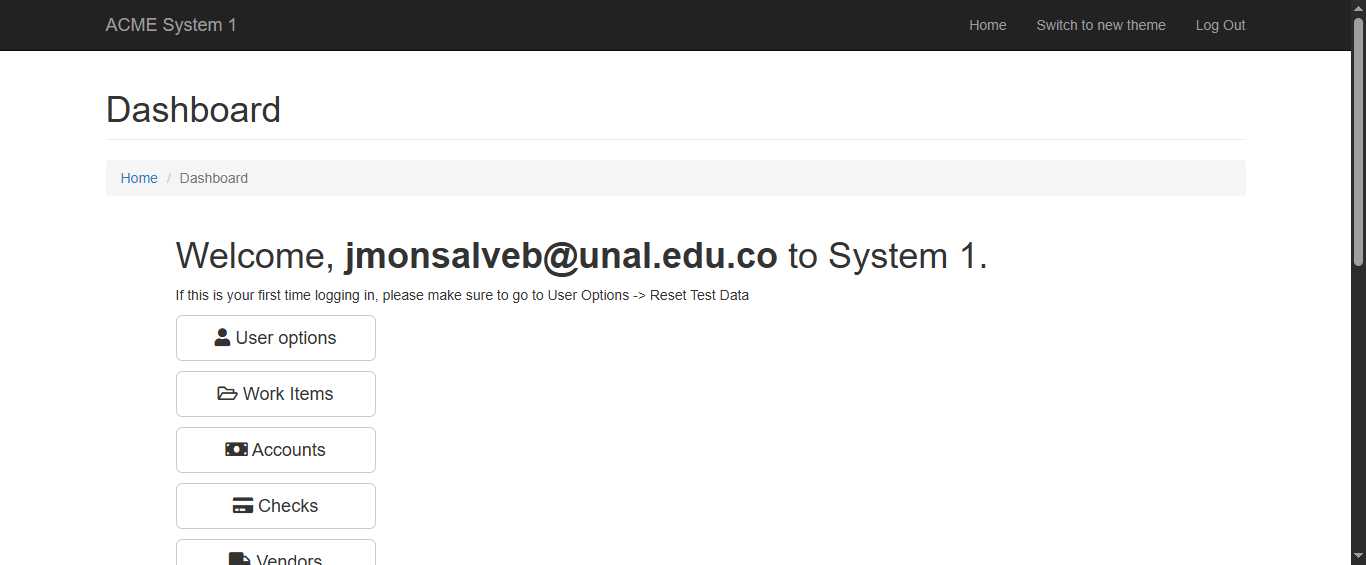 ACME System 1
Home
Switch to new theme
Log Out
Dashboard
Home / Dashboard
Welcome, jmonsalveb@unal.edu.co to System 1.
If this is your first time logging in, please make sure to go to User Options -> Reset Test Data
User options
Work Items
Accounts
Checks
Vendors